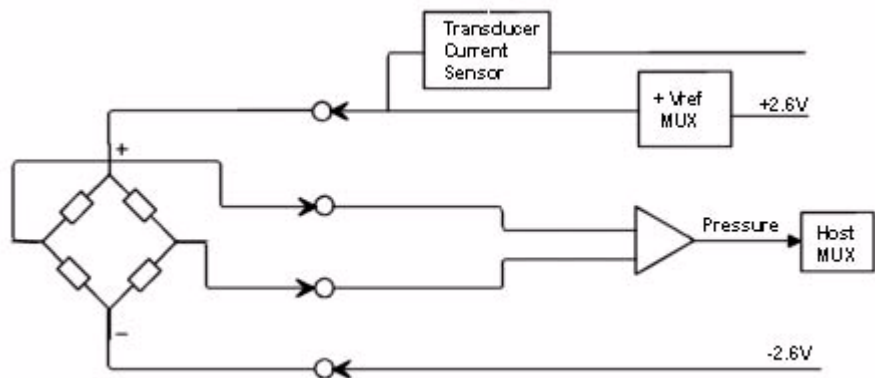 Transducer
Current
Sensor
+ Vref
MUX
+2.6V
+
Pressure
Host
MUX
–
-2.6V